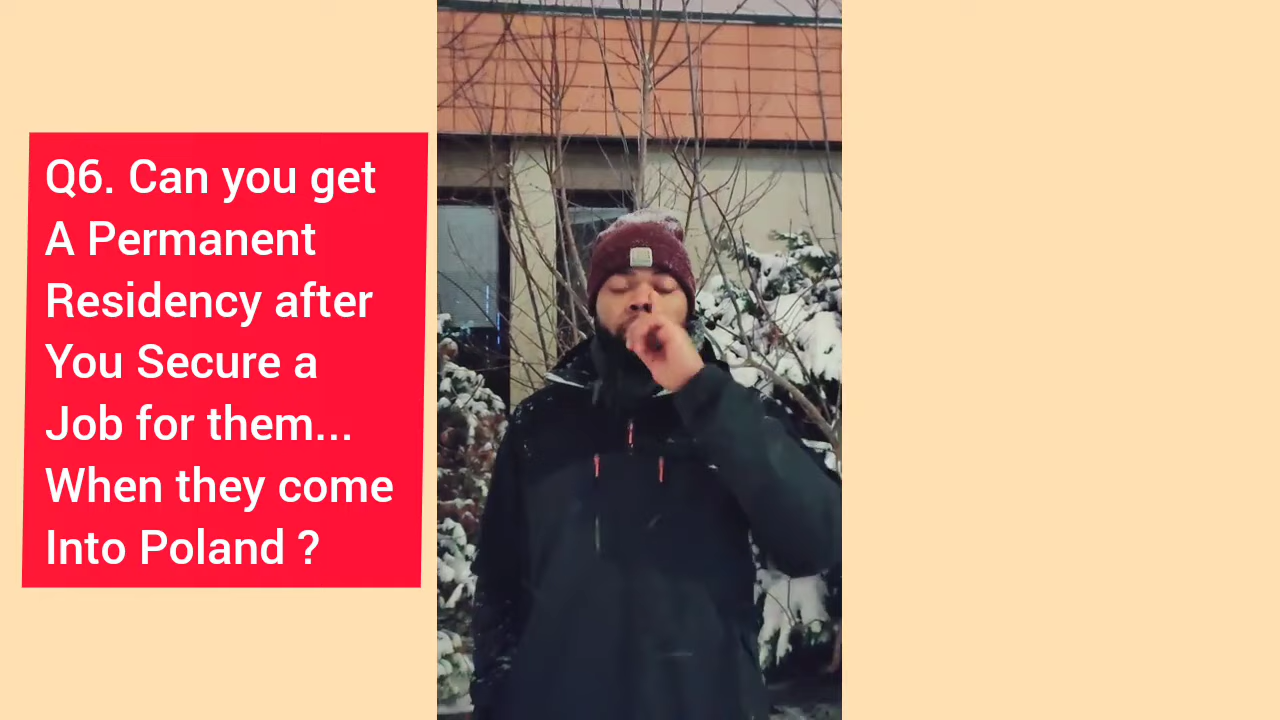 Q6. Can you get
A Permanent
Residency after
You Secure a
Job for them...
When they come
Into Poland ?